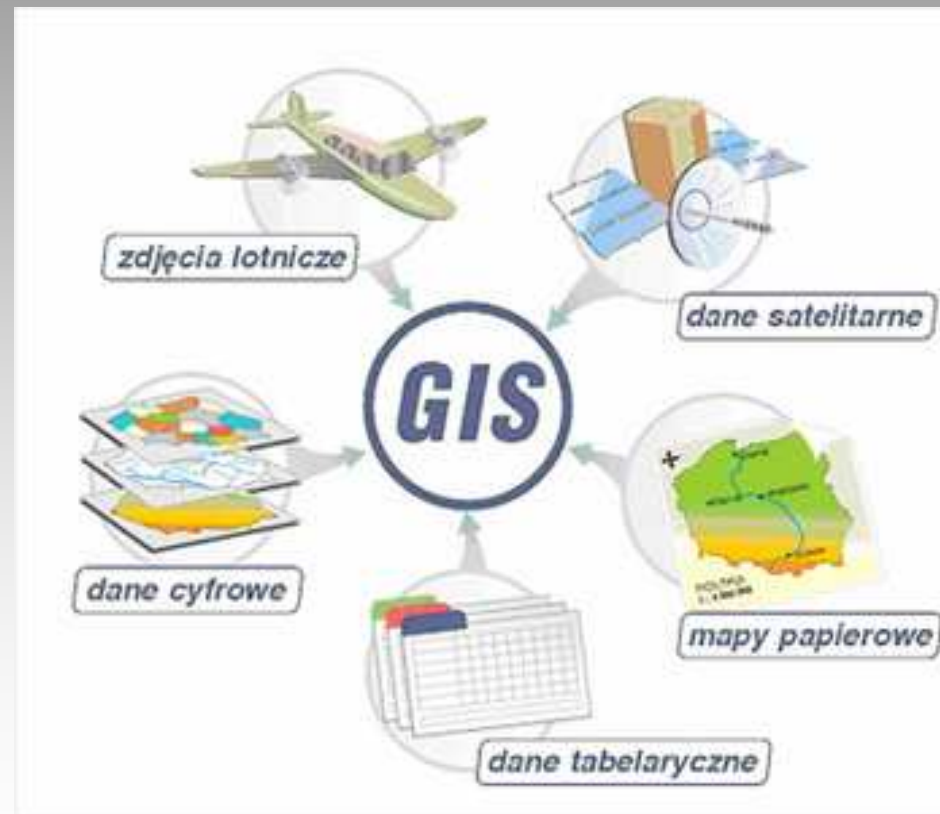 zdjęcia lotnicze
dane satelitarne
GIS
dane cyfrowe
mapy papierowe
dane tabelaryczne